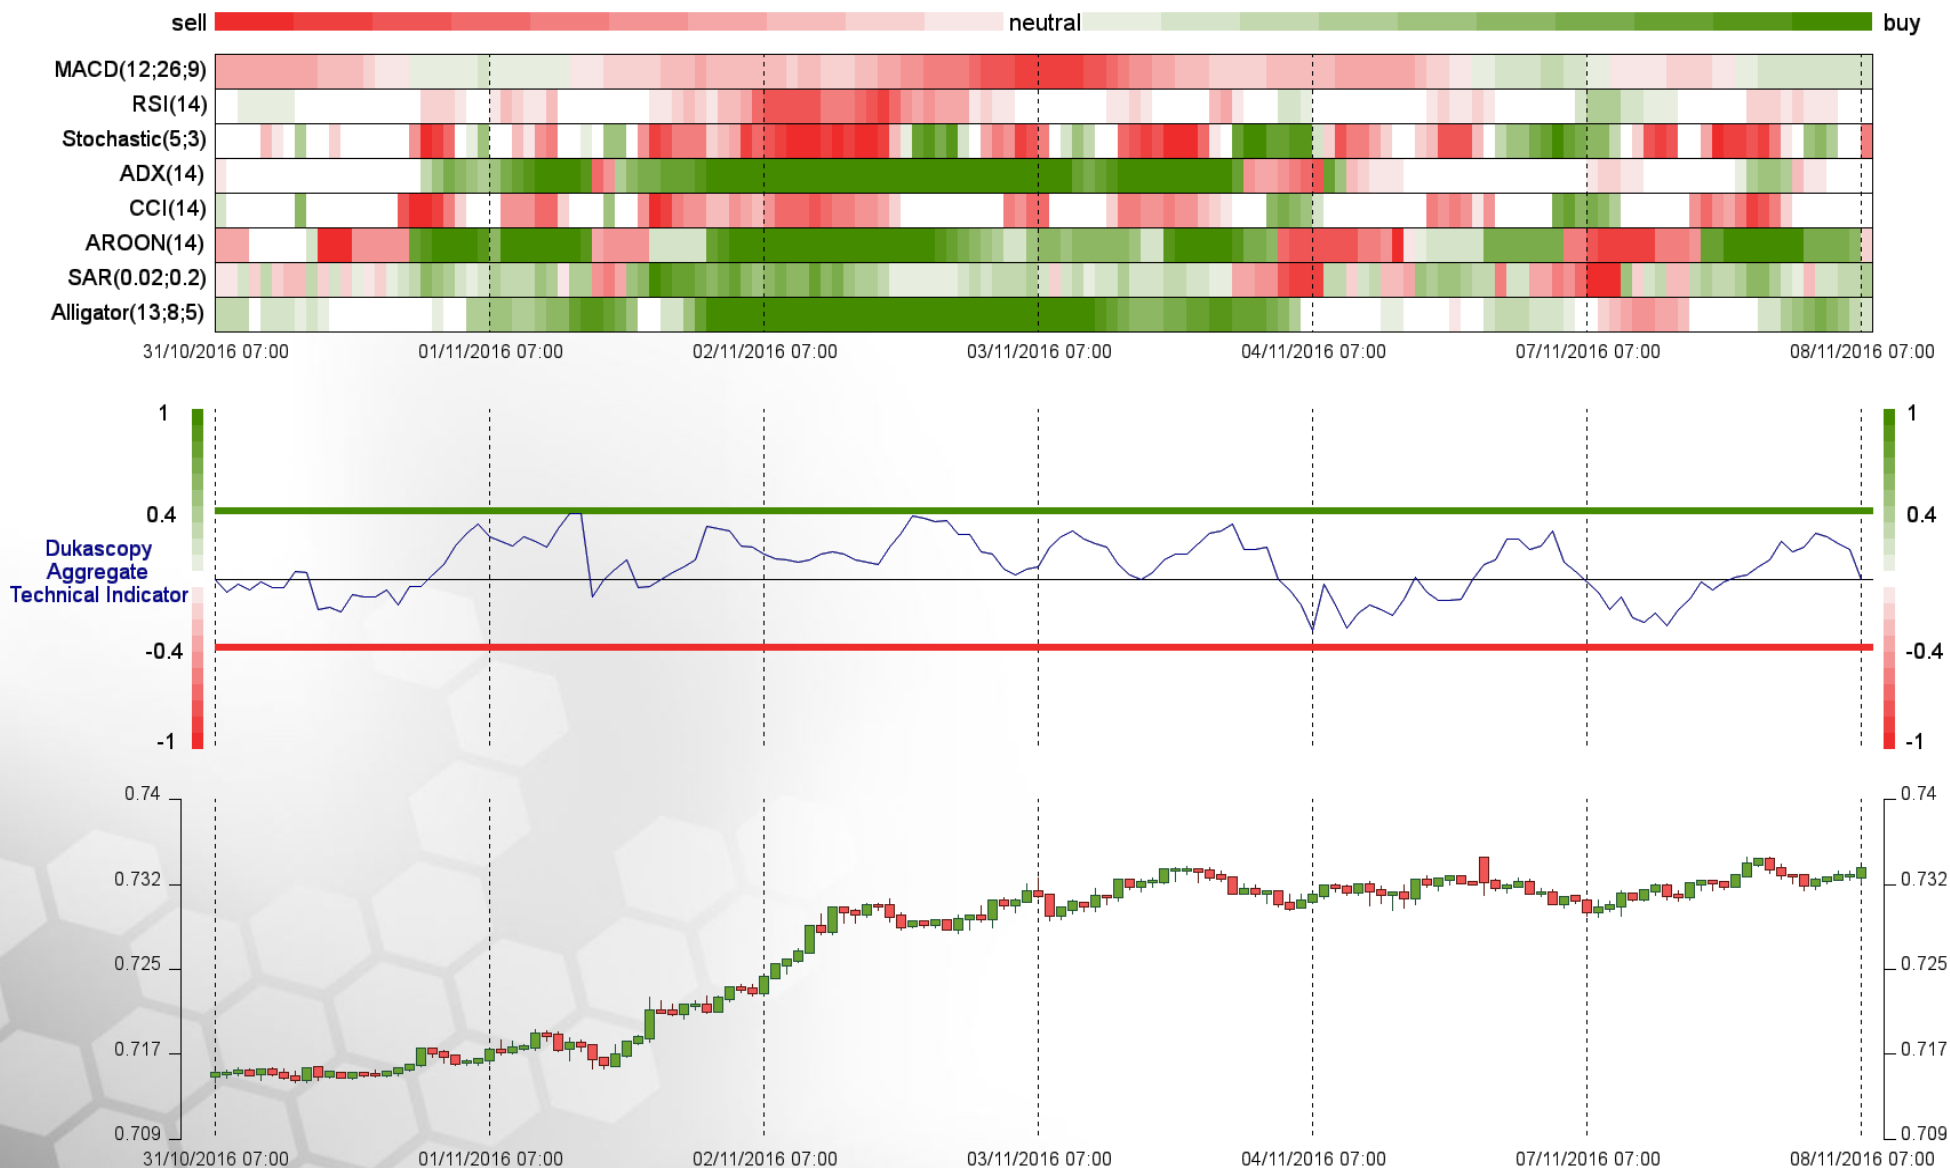 sell neutral buy
MACD(12;26;9)
RSI(14)
Stochastic(5;3)
ADX(14)
CCI(14)
AROON(14)
SAR(0.02;0.2)
Alligator(13;8;5)
31/10/2016 07:00 01/11/2016 07:00 02/11/2016 07:00 03/11/2016 07:00 04/11/2016 07:00 07/11/2016 07:00 08/11/2016 07:00
1 1
0.4 0.4
Dukascopy
Aggregate
Technical Indicator
-0.4 -0.4
-1 -1
0.74 0.74
0.732 0.732
0.725 0.725
0.717 0.717
0.709 0.709
31/10/2016 07:00 01/11/2016 07:00 02/11/2016 07:00 03/11/2016 07:00 04/11/2016 07:00 07/11/2016 07:00 08/11/2016 07:00